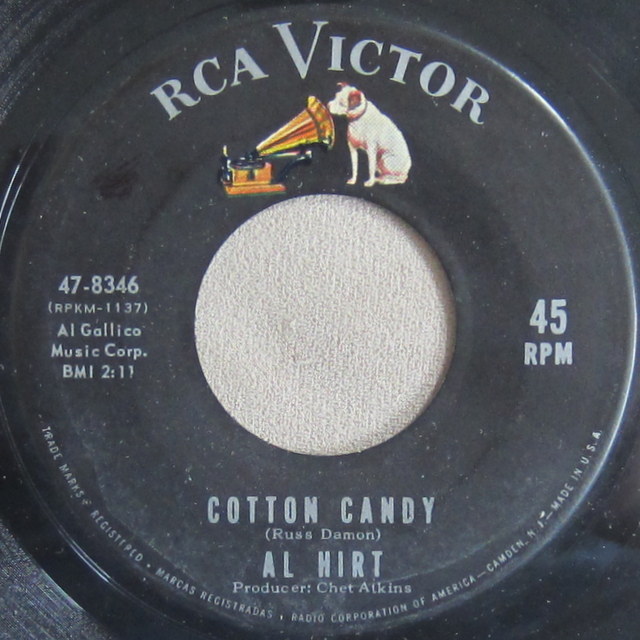 RCA VICTOR
47-8346
(RPKM-1137)
Al Gallico
Music Corp.
BMI 2:11
45
RPM
COTTON CANDY
(Russ Damon)
AL HIRT
Producer: Chet Atkins
TRADE MARKS ® REGISTERED • MARCAS REGISTRADAS • RADIO CORPORATION OF AMERICA—CAMDEN, N. J.—MADE IN U.S.A.